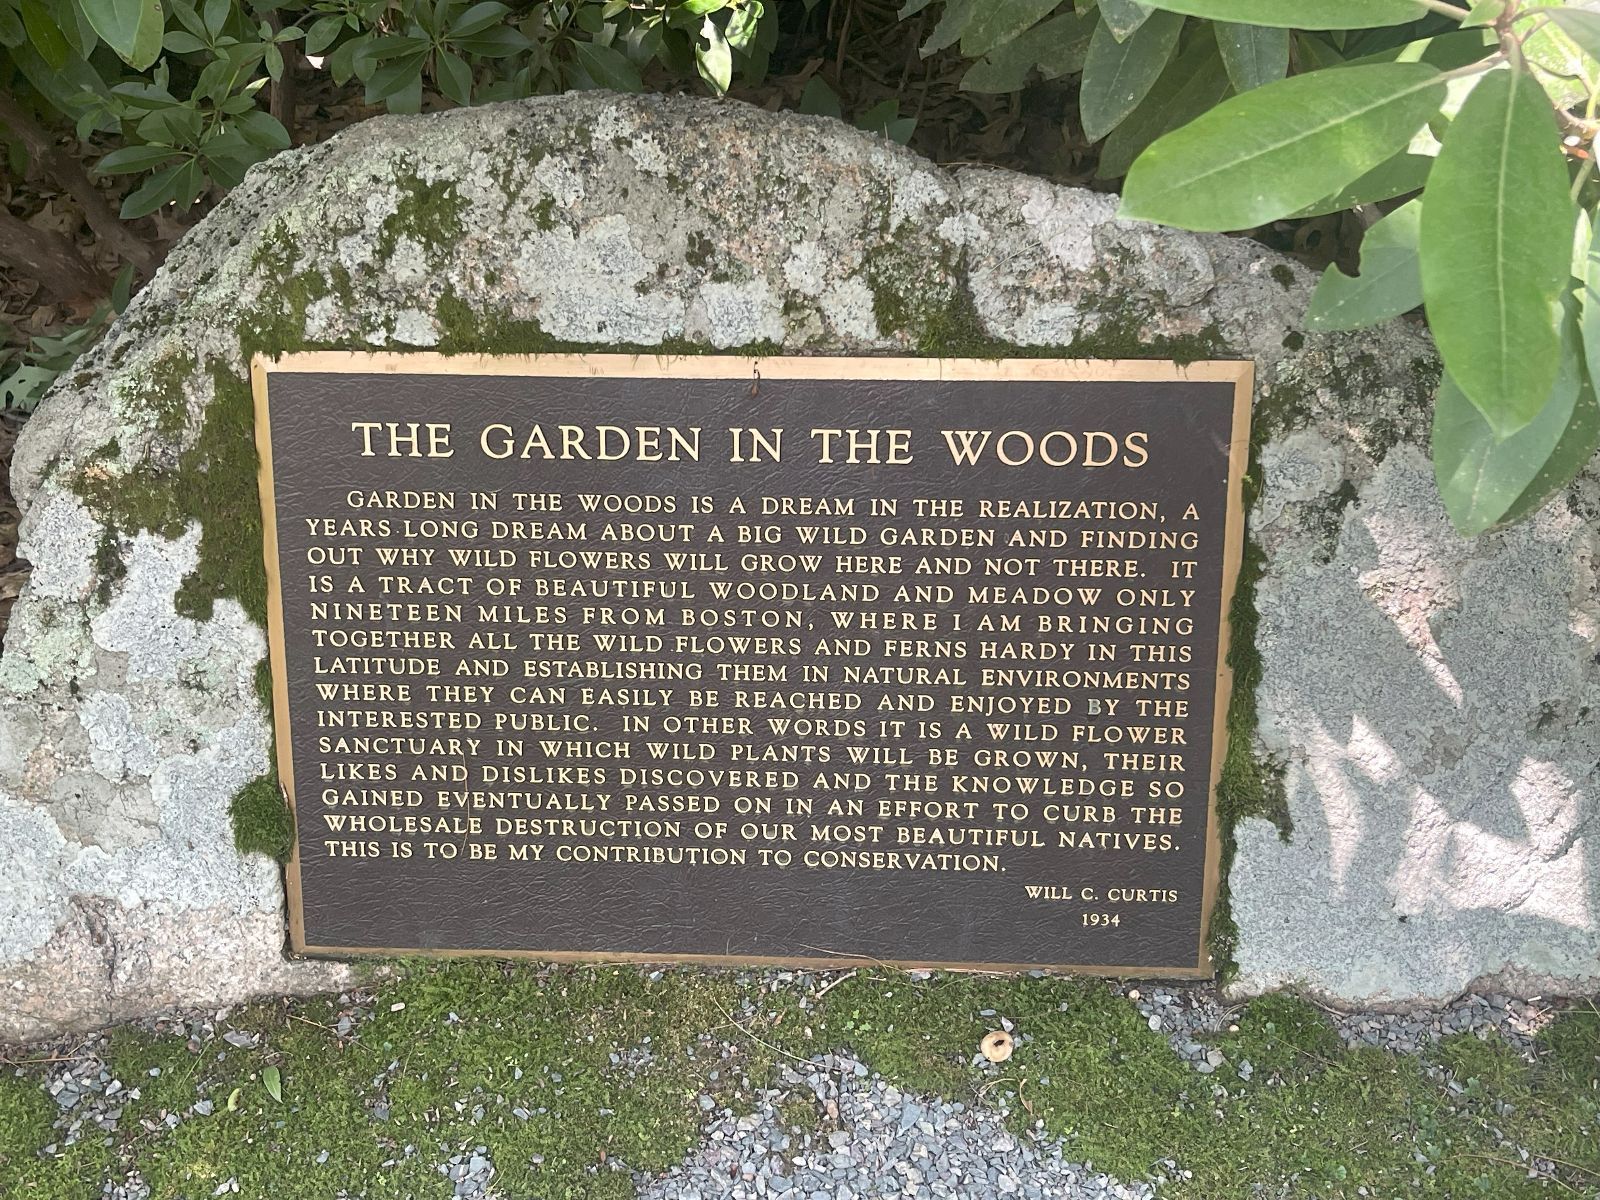 THE GARDEN IN THE WOODS
GARDEN IN THE WOODS IS A DREAM IN THE REALIZATION, A
YEARS LONG DREAM ABOUT A BIG WILD GARDEN AND FINDING
OUT WHY WILD FLOWERS WILL GROW HERE AND NOT THERE. IT
IS A TRACT OF BEAUTIFUL WOODLAND AND MEADOW ONLY
NINETEEN MILES FROM BOSTON, WHERE I AM BRINGING
TOGETHER ALL THE WILD FLOWERS AND FERNS HARDY IN THIS
LATITUDE AND ESTABLISHING THEM IN NATURAL ENVIRONMENTS
WHERE THEY CAN EASILY BE REACHED AND ENJOYED BY THE
INTERESTED PUBLIC. IN OTHER WORDS IT IS A WILD FLOWER
SANCTUARY IN WHICH WILD PLANTS WILL BE GROWN, THEIR
LIKES AND DISLIKES DISCOVERED AND THE KNOWLEDGE SO
GAINED EVENTUALLY PASSED ON IN AN EFFORT TO CURB THE
WHOLESALE DESTRUCTION OF OUR MOST BEAUTIFUL NATIVES.
THIS IS TO BE MY CONTRIBUTION TO CONSERVATION.
WILL C. CURTIS
1934